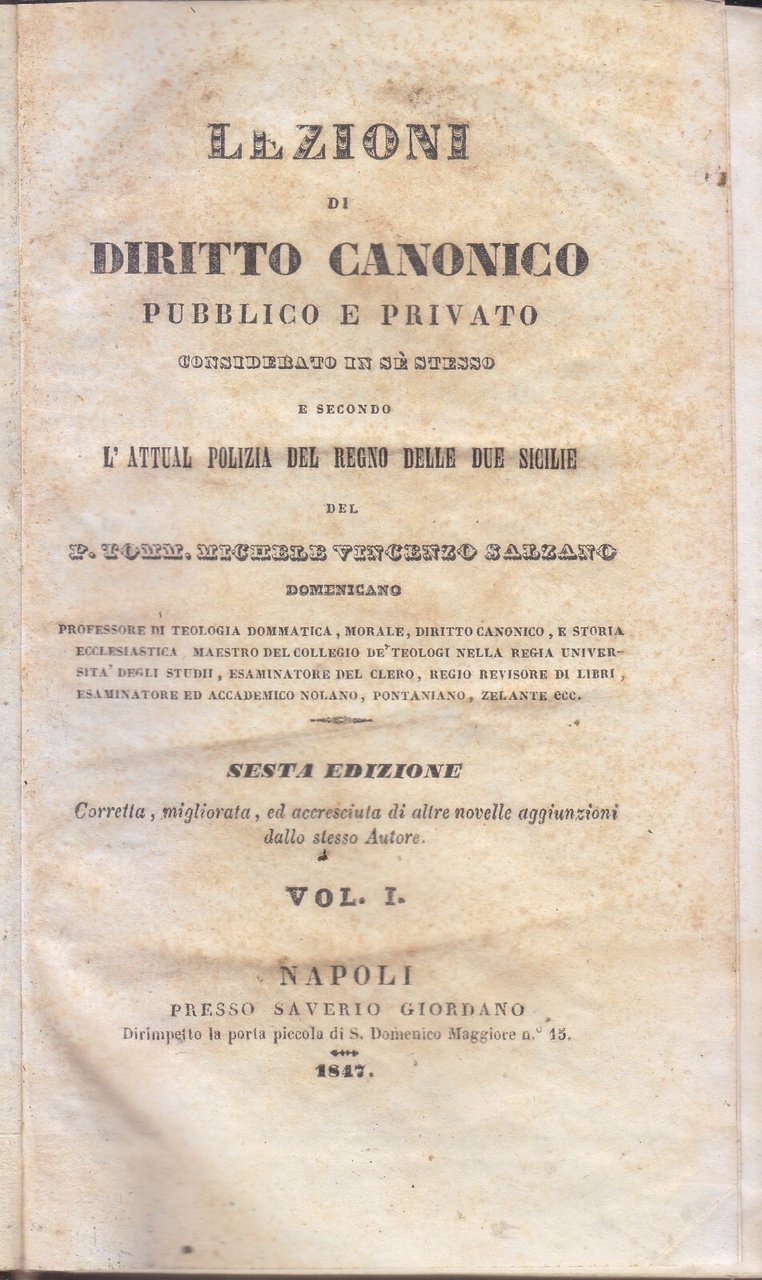 LEZIONI
DI
DIRITTO CANONICO
PUBBLICO E PRIVATO
CONSIDERATO IN SÈ STESSO
E SECONDO
L' ATTUAL POLIZIA DEL REGNO DELLE DUE SICILIE
DEL
P. TOMM. MICHELE VINCENZO SALZANO
DOMENICANO
PROFESSORE DI TEOLOGIA DOMMATICA, MORALE, DIRITTO CANONICO, E STORIA
ECCLESIASTICA MAESTRO DEL COLLEGIO DE' TEOLOGI NELLA REGIA UNIVER-
SITA' DEGLI STUDII, ESAMINATORE DEL CLERO, REGIO REVISORE DI LIBRI,
ESAMINATORE ED ACCADEMICO NOLANO, PONTANIANO, ZELANTE ecc.
SESTA EDIZIONE
Corretta, migliorata, ed accresciuta di altre novelle aggiunzioni
dallo stesso Autore.
VOL. I.
NAPOLI
PRESSO SAVERIO GIORDANO
Dirimpetto la porta piccola di S. Domenico Maggiore n.° 15.
1847.